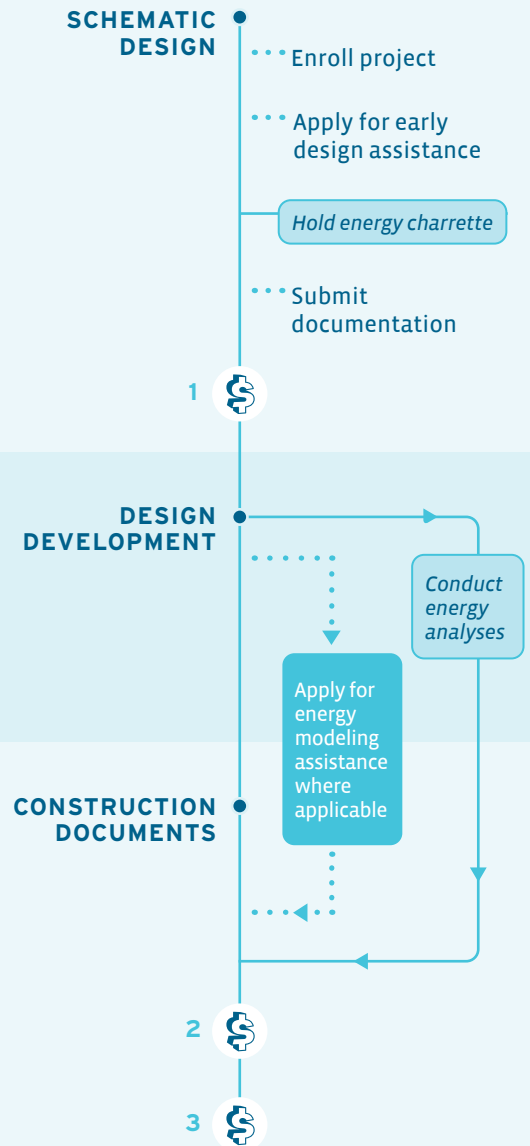 SCHEMATIC
DESIGN
Enroll project
Apply for early
design assistance
Hold energy charrette
Submit
documentation
1 $
DESIGN
DEVELOPMENT
Conduct
energy
analyses
Apply for
energy
modeling
assistance
where
applicable
CONSTRUCTION
DOCUMENTS
2 $
3 $